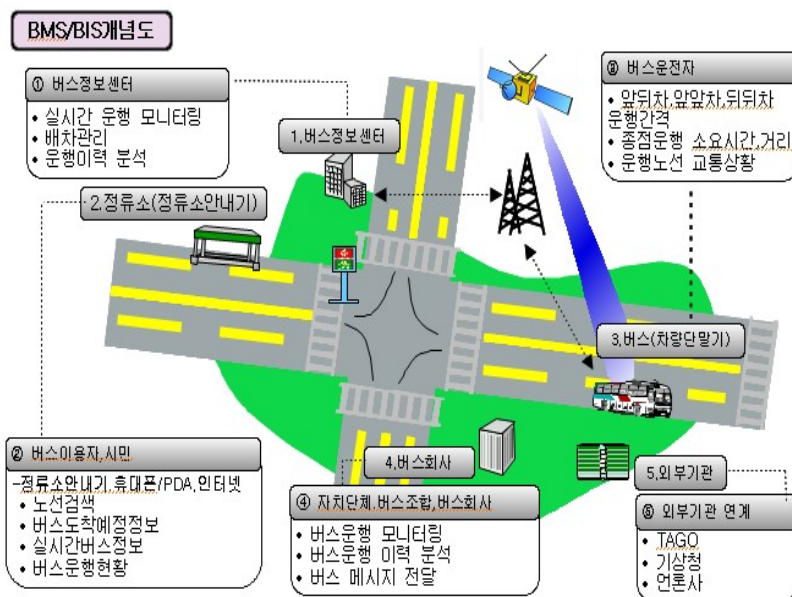 BMS/BIS개념도
① 버스정보센터
• 실시간 운행 모니터링
• 배차관리
• 운행이력 분석
1,버스정보센터
③ 버스운전자
• 앞뒤차,앞앞차,뒤뒤차
운행간격
• 종점운행 소요시간,거리
• 운행노선 교통상황
2.정류소(정류소안내기)
3,버스(차량단말기)
② 버스이용자,시민
-정류소안내기,휴대폰/PDA,인터넷
• 노선검색
• 버스도착예정정보
• 실시간버스정보
• 버스운행현황
4,버스회사
④ 자치단체,버스조합,버스회사
• 버스운행 모니터링
• 버스운행 이력 분석
• 버스 메시지 전달
5,외부기관
⑤ 외부기관 연계
• TAGO
• 기상청
• 언론사